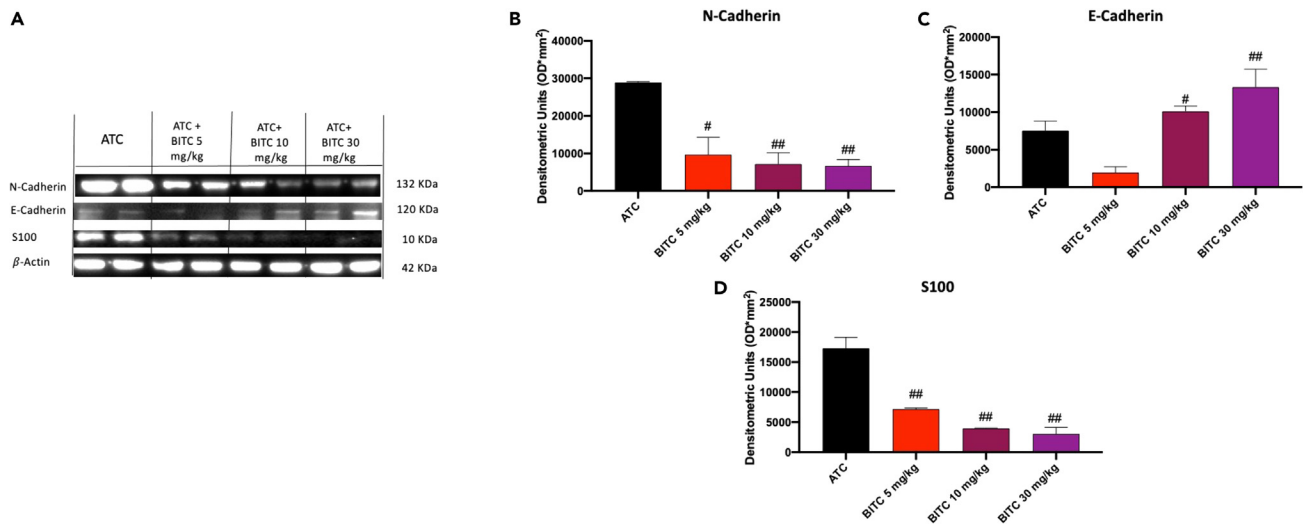 A
ATC
ATC +
BITC 5
mg/kg
ATC+
BITC 10
mg/kg
ATC+
BITC 30
mg/kg
N-Cadherin
132 KDa
E-Cadherin
120 KDa
S100
10 KDa
β-Actin
42 KDa
B
N-Cadherin
Densitometric Units (OD*mm²)
40000
30000
20000
10000
0
#
##
##
ATC
BITC 5 mg/kg
BITC 10 mg/kg
BITC 30 mg/kg
C
E-Cadherin
Densitometric Units (OD*mm²)
20000
15000
10000
5000
0
#
##
ATC
BITC 5 mg/kg
BITC 10 mg/kg
BITC 30 mg/kg
D
S100
Densitometric Units (OD*mm²)
25000
20000
15000
10000
5000
0
##
##
##
ATC
BITC 5 mg/kg
BITC 10 mg/kg
BITC 30 mg/kg